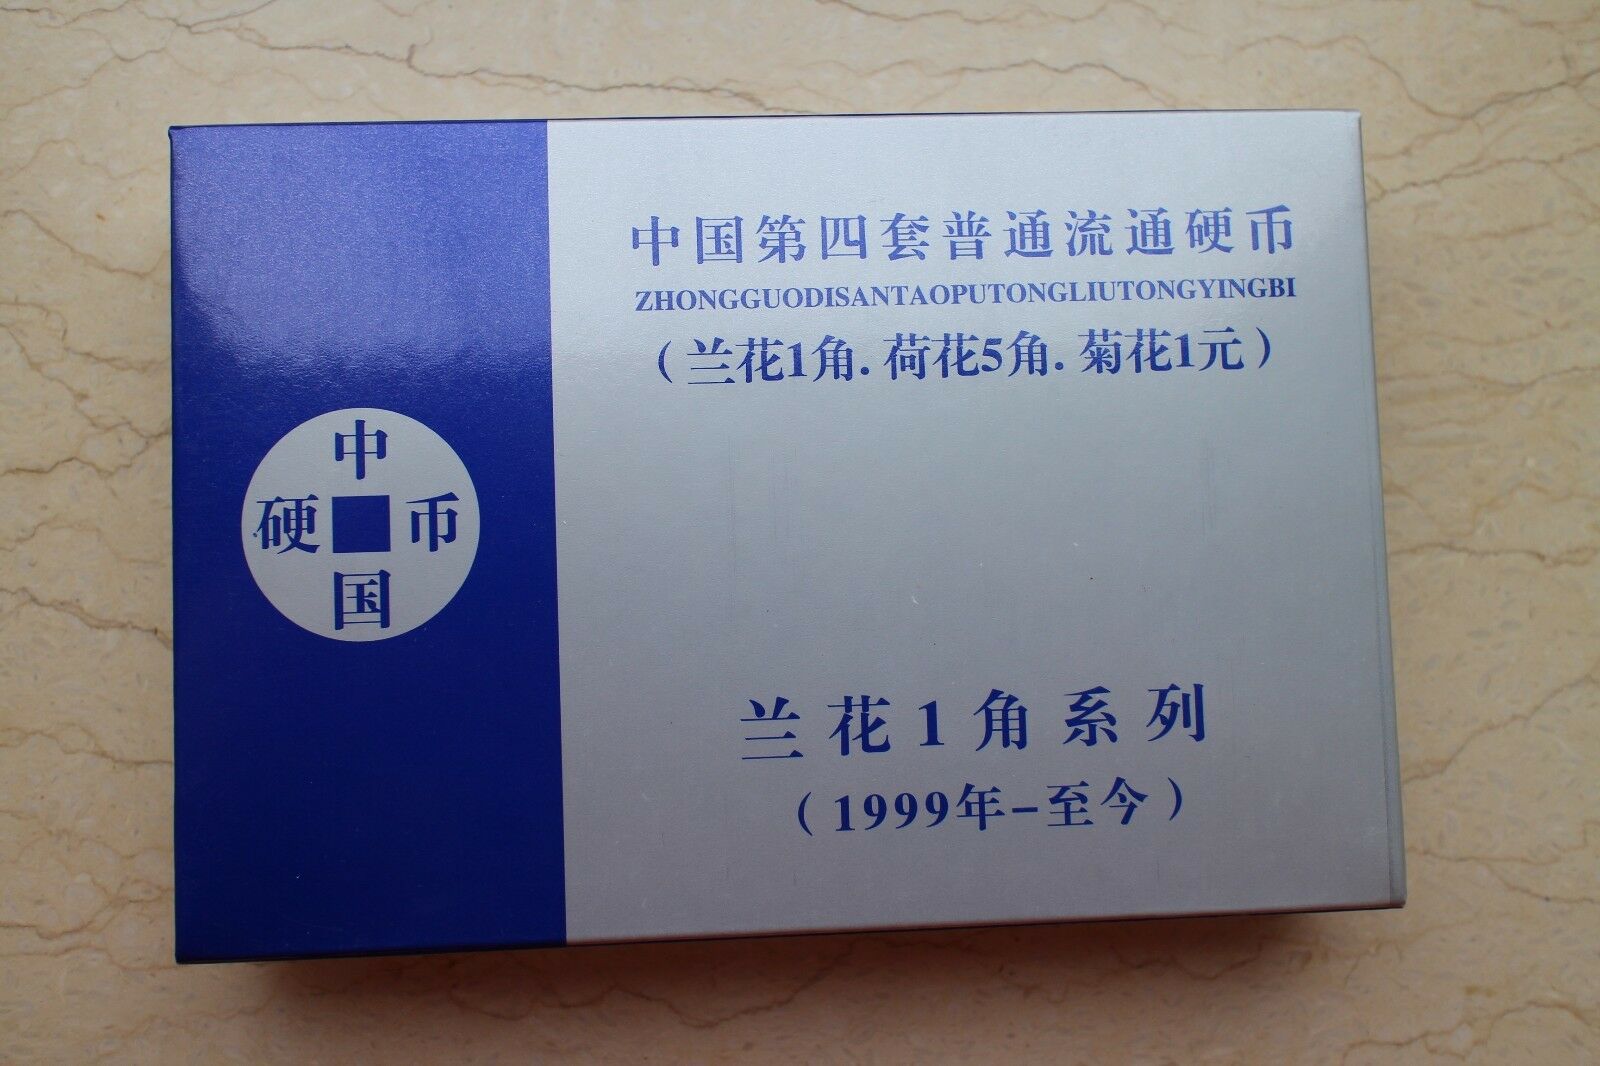 中国第四套普通流通硬币
ZHONGGUODISANTAOPUTONGLIUTONGYINGBI
（兰花1角.荷花5角.菊花1元）
中
硬 币
国
兰花1角系列
（1999年-至今）